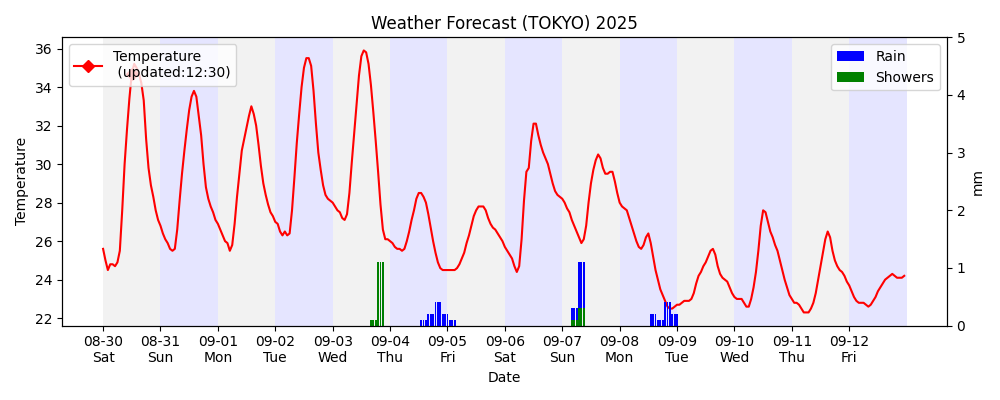 Weather Forecast (TOKYO) 2025
Temperature
(updated:12:30)
Rain
Showers
Temperature
36
34
32
30
28
26
24
22
5
4
3
2
1
0
mm
08-30 08-31 09-01 09-02 09-03 09-04 09-05 09-06 09-07 09-08 09-09 09-10 09-11 09-12
Sat Sun Mon Tue Wed Thu Fri Sat Sun Mon Tue Wed Thu Fri
Date